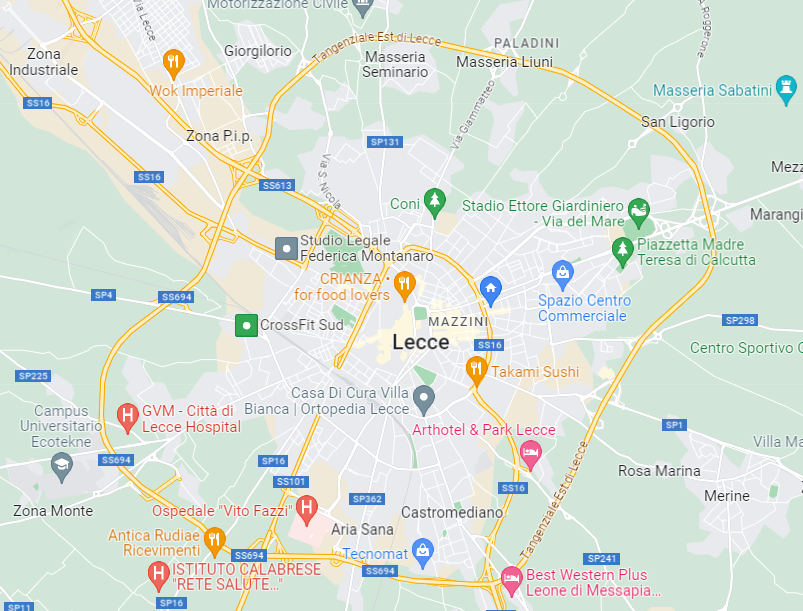 Motorizzazione Civile
ria Lecce
A. Roggerone
Zona
Industriale
Giorgilorio
Tangenziale Est di Lecce
PALADINI
Masseria
Seminario
Masseria Liuni
Wok Imperiale
Masseria Sabatini
SS16
Via Giammatteo
San Ligorio
Zona P.i.p.
SP131
Via S. Nicola
Mezz
SS16
SS613
Coni
Stadio Ettore Giardiniero
- Via del Mare
Marangi
Studio Legale
Federica Montanaro
Piazzetta Madre
Teresa di Calcutta
CRIANZA •
for food lovers
SP4
SS694
Spazio Centro
Commerciale
CrossFit Sud
MAZZINI
SP298
Lecce
SS16
Centro Sportivo C
SP225
Takami Sushi
Casa Di Cura Villa
Bianca | Ortopedia Lecce
Campus
Universitario
Ecotekne
GVM - Città di
Lecce Hospital
Arthotel & Park Lecce
SP1
Villa Ma
SS694
SP16
Rosa Marina
SS101
SS16
Merine
Z
SP362
Zona Monte
Ospedale "Vito Fazzi"
Castromediano
Tangenziale Est di Lecce
Aria Sana
Antica Rudiae
Ricevimenti
SS694
Tecnomat
SP241
ISTITUTO CALABRESE
"RETE SALUTE..."
SS694
Best Western Plus
Leone di Messapia...
SP11
SP16